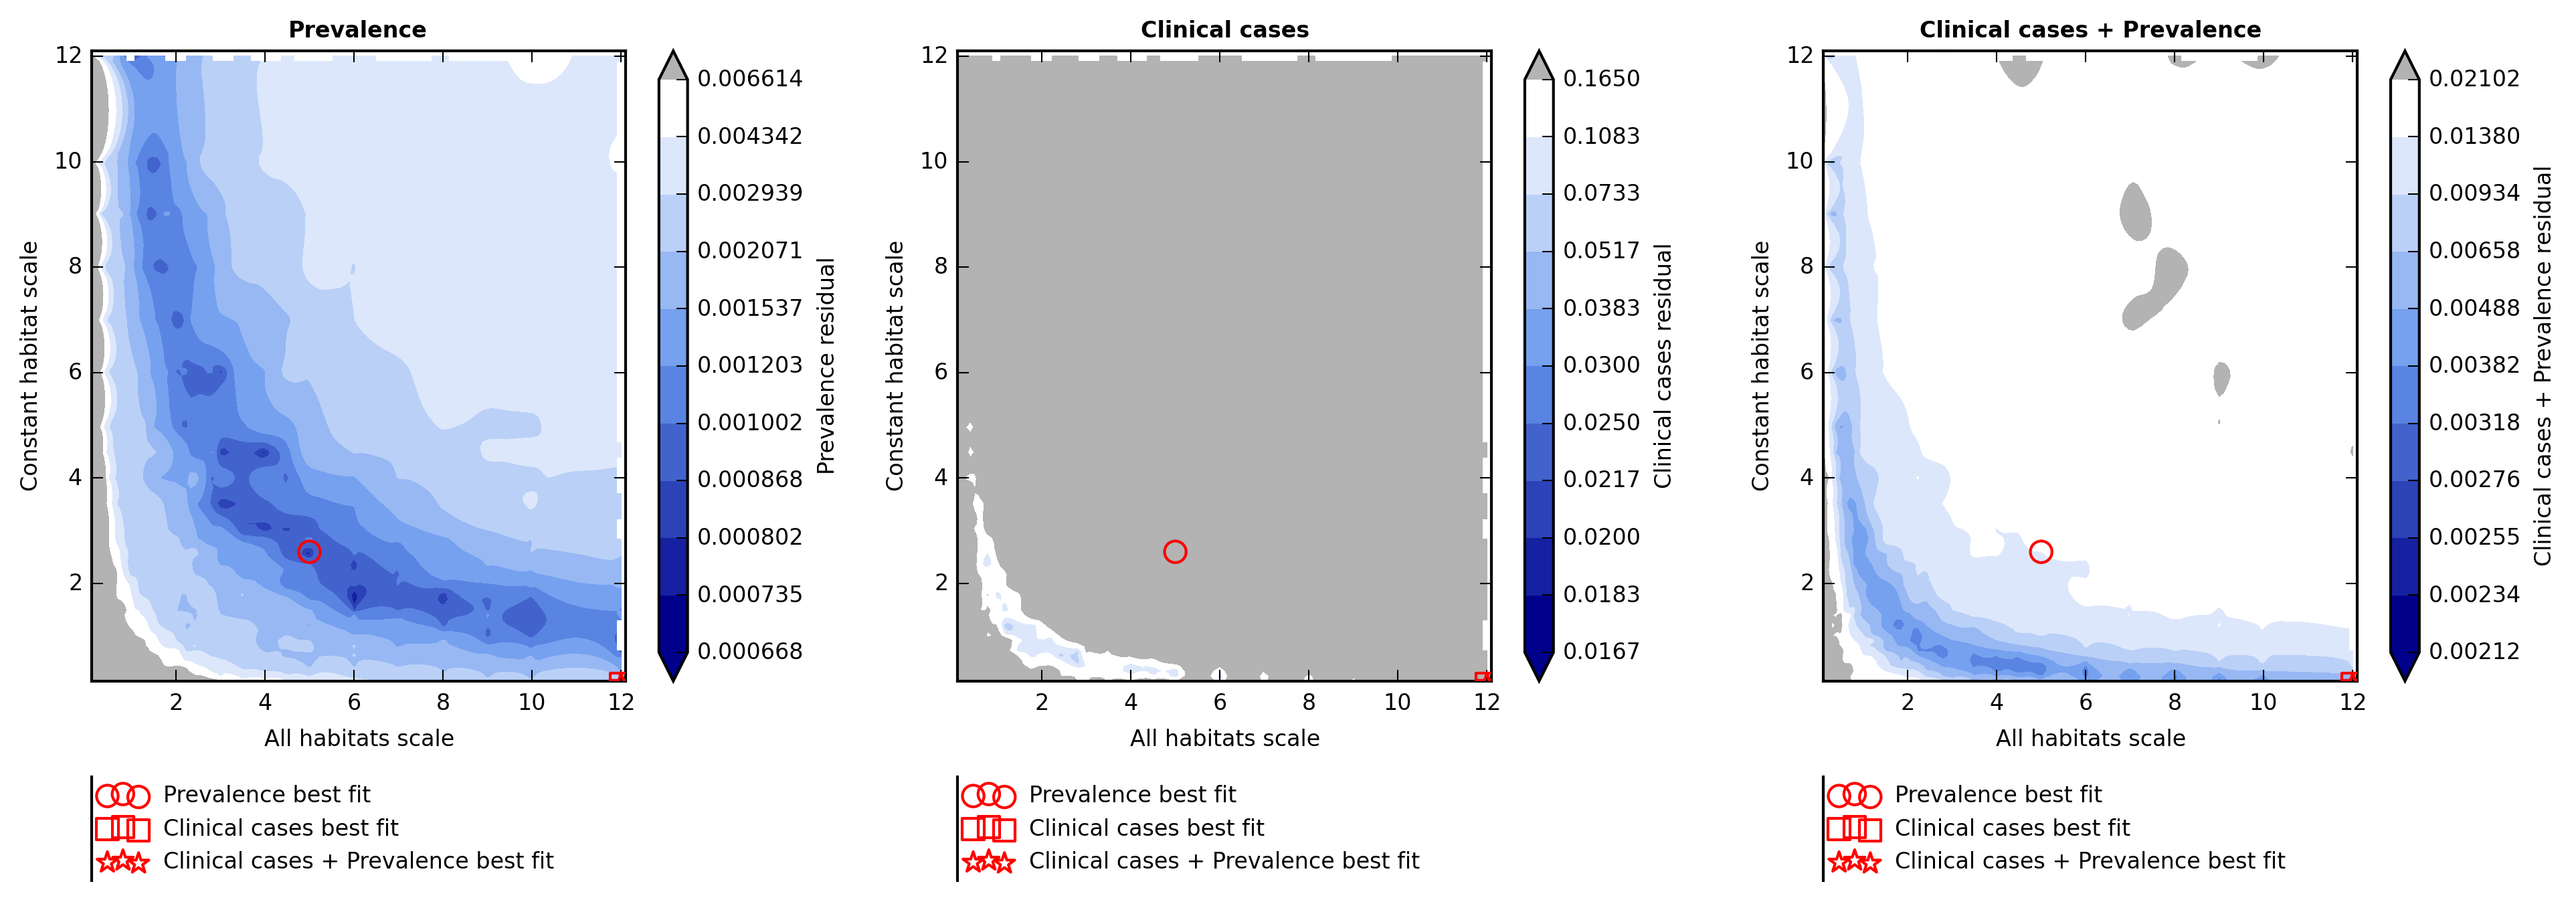 Prevalence
12
10
8
6
4
2
Constant habitat scale
2 4 6 8 10 12
All habitats scale
0.006614
0.004342
0.002939
0.002071
0.001537
0.001203
0.001002
0.000868
0.000802
0.000735
0.000668
Prevalence residual
Prevalence best fit
Clinical cases best fit
Clinical cases + Prevalence best fit
Clinical cases
12
10
8
6
4
2
Constant habitat scale
2 4 6 8 10 12
All habitats scale
0.1650
0.1083
0.0733
0.0517
0.0383
0.0300
0.0250
0.0217
0.0200
0.0183
0.0167
Clinical cases residual
Prevalence best fit
Clinical cases best fit
Clinical cases + Prevalence best fit
Clinical cases + Prevalence
12
10
8
6
4
2
Constant habitat scale
2 4 6 8 10 12
All habitats scale
0.02102
0.01380
0.00934
0.00658
0.00488
0.00382
0.00318
0.00276
0.00255
0.00234
0.00212
Clinical cases + Prevalence residual
Prevalence best fit
Clinical cases best fit
Clinical cases + Prevalence best fit